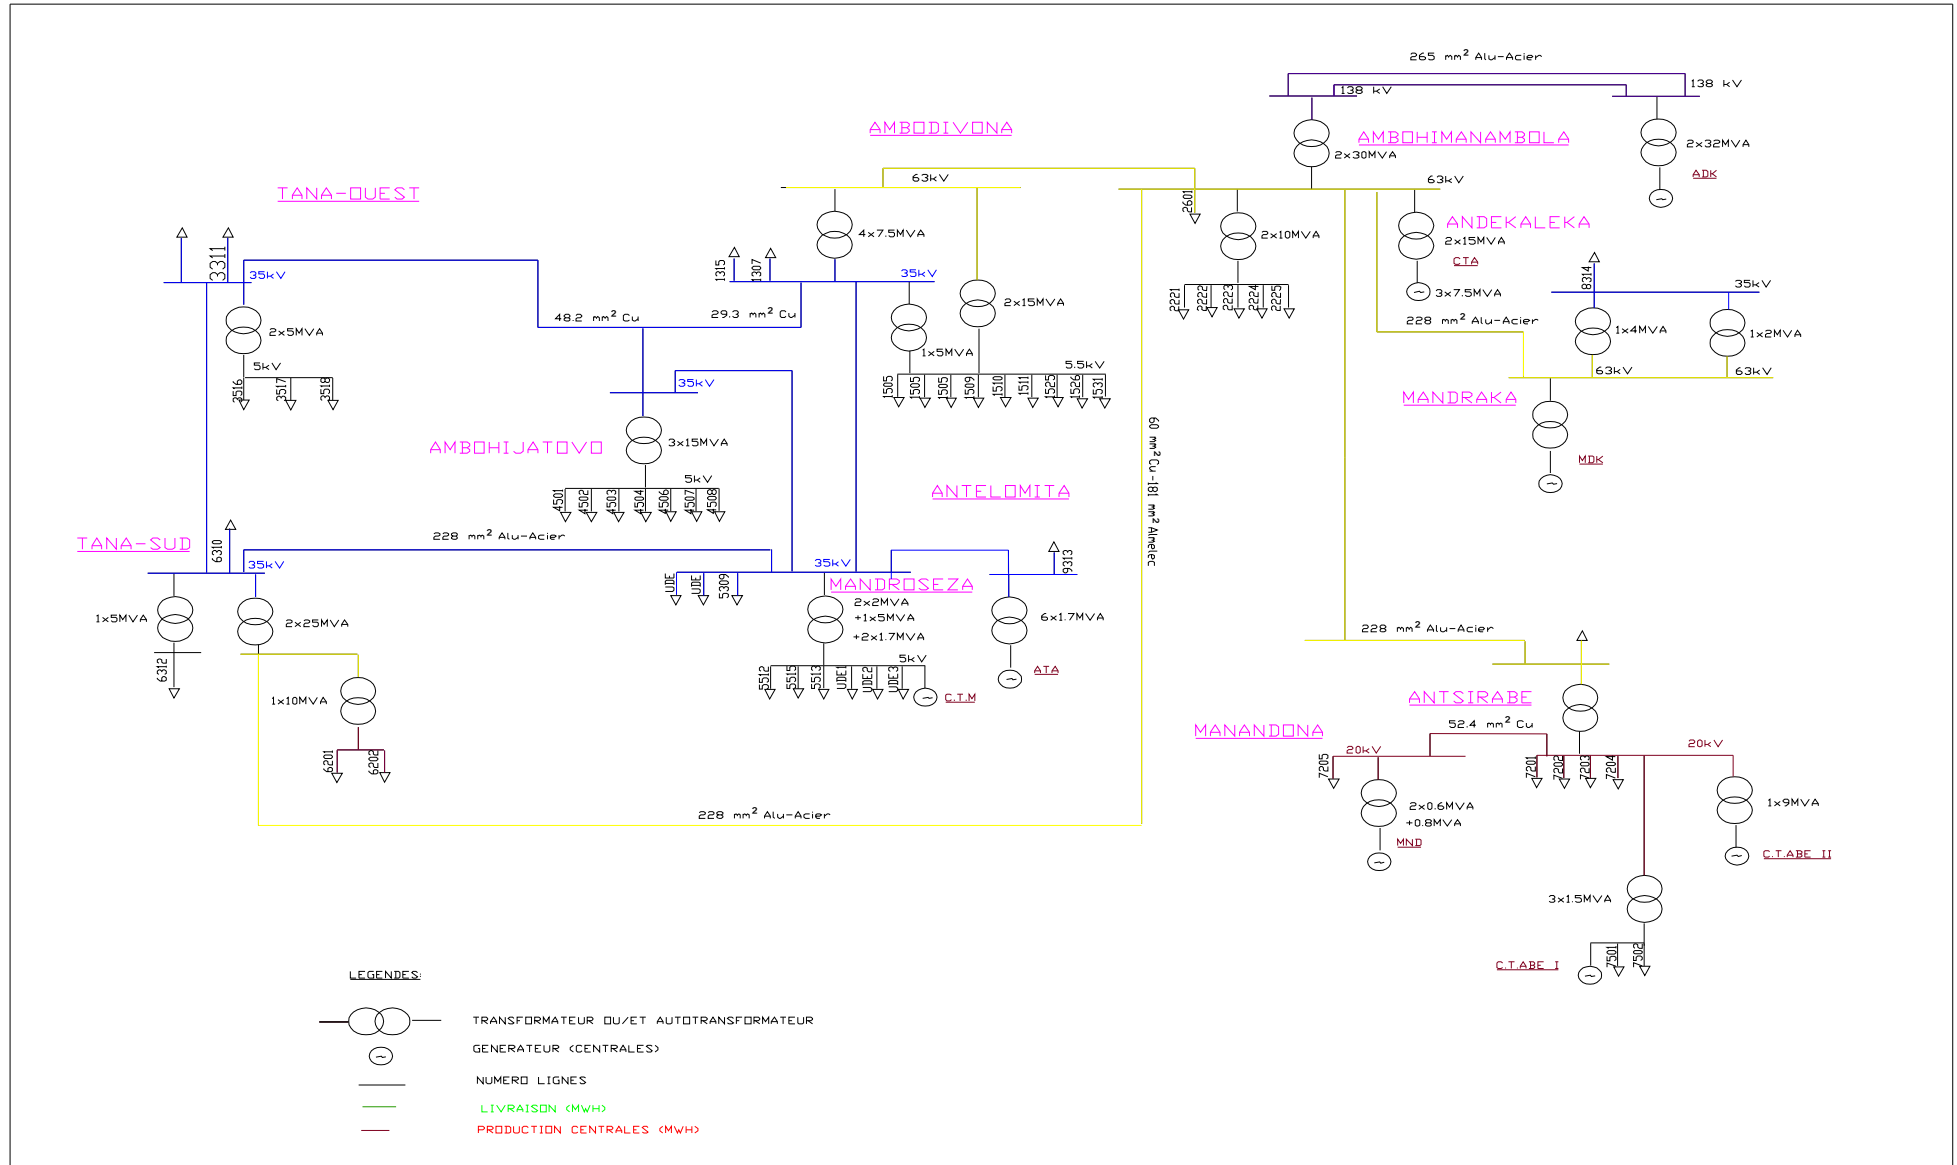 265 mm² Alu-Acier
138 kV
138 kV
AMBODIVONA
AMBOHIMANAMBOLA
2x30MVA
2x32MVA
ADK
TANA-OUEST
63kV
63kV
2601
4x7.5MVA
2x10MVA
ANDEKALEKA
2x15MVA
CTA
3x7.5MVA
3311
35kV
1315
1307
35kV
2x15MVA
8314
35kV
2221
2222
2223
2224
2225
48.2 mm² Cu
29.3 mm² Cu
228 mm² Alu-Acier
2x5MVA
1x5MVA
1x4MVA
1x2MVA
5kV
3516
3517
3518
35kV
5.5kV
1505
1505
1505
1509
1510
1511
1525
1526
1531
63kV
63kV
MANDRAKA
AMBOHIJATOVO
3x15MVA
MDK
5kV
4501
4502
4503
4504
4506
4507
4508
ANTELOMITA
60 mm² Cu-181 mm² Almelec
TANA-SUD
6310
228 mm² Alu-Acier
35kV
35kV
9313
UDE
UDE
5309
MANDROSEZA
1x5MVA
2x25MVA
2x2MVA
+1x5MVA
+2x1.7MVA
6x1.7MVA
228 mm² Alu-Acier
6312
5kV
5512
5515
5513
UDE1
UDE2
UDE3
C.T.M
ATA
1x10MVA
6201
6202
ANTSIRABE
MANANDONA
52.4 mm² Cu
20kV
20kV
7205
7201
7202
7203
7204
2x0.6MVA
+0.8MVA
MND
1x9MVA
C.T.ABE II
228 mm² Alu-Acier
3x1.5MVA
7501
7502
C.T.ABE I
LEGENDES:
TRANSFORMATEUR OU/ET AUTOTRANSFORMATEUR
GENERATEUR (CENTRALES)
NUMERO LIGNES
LIVRAISON (MWH)
PRODUCTION CENTRALES (MWH)